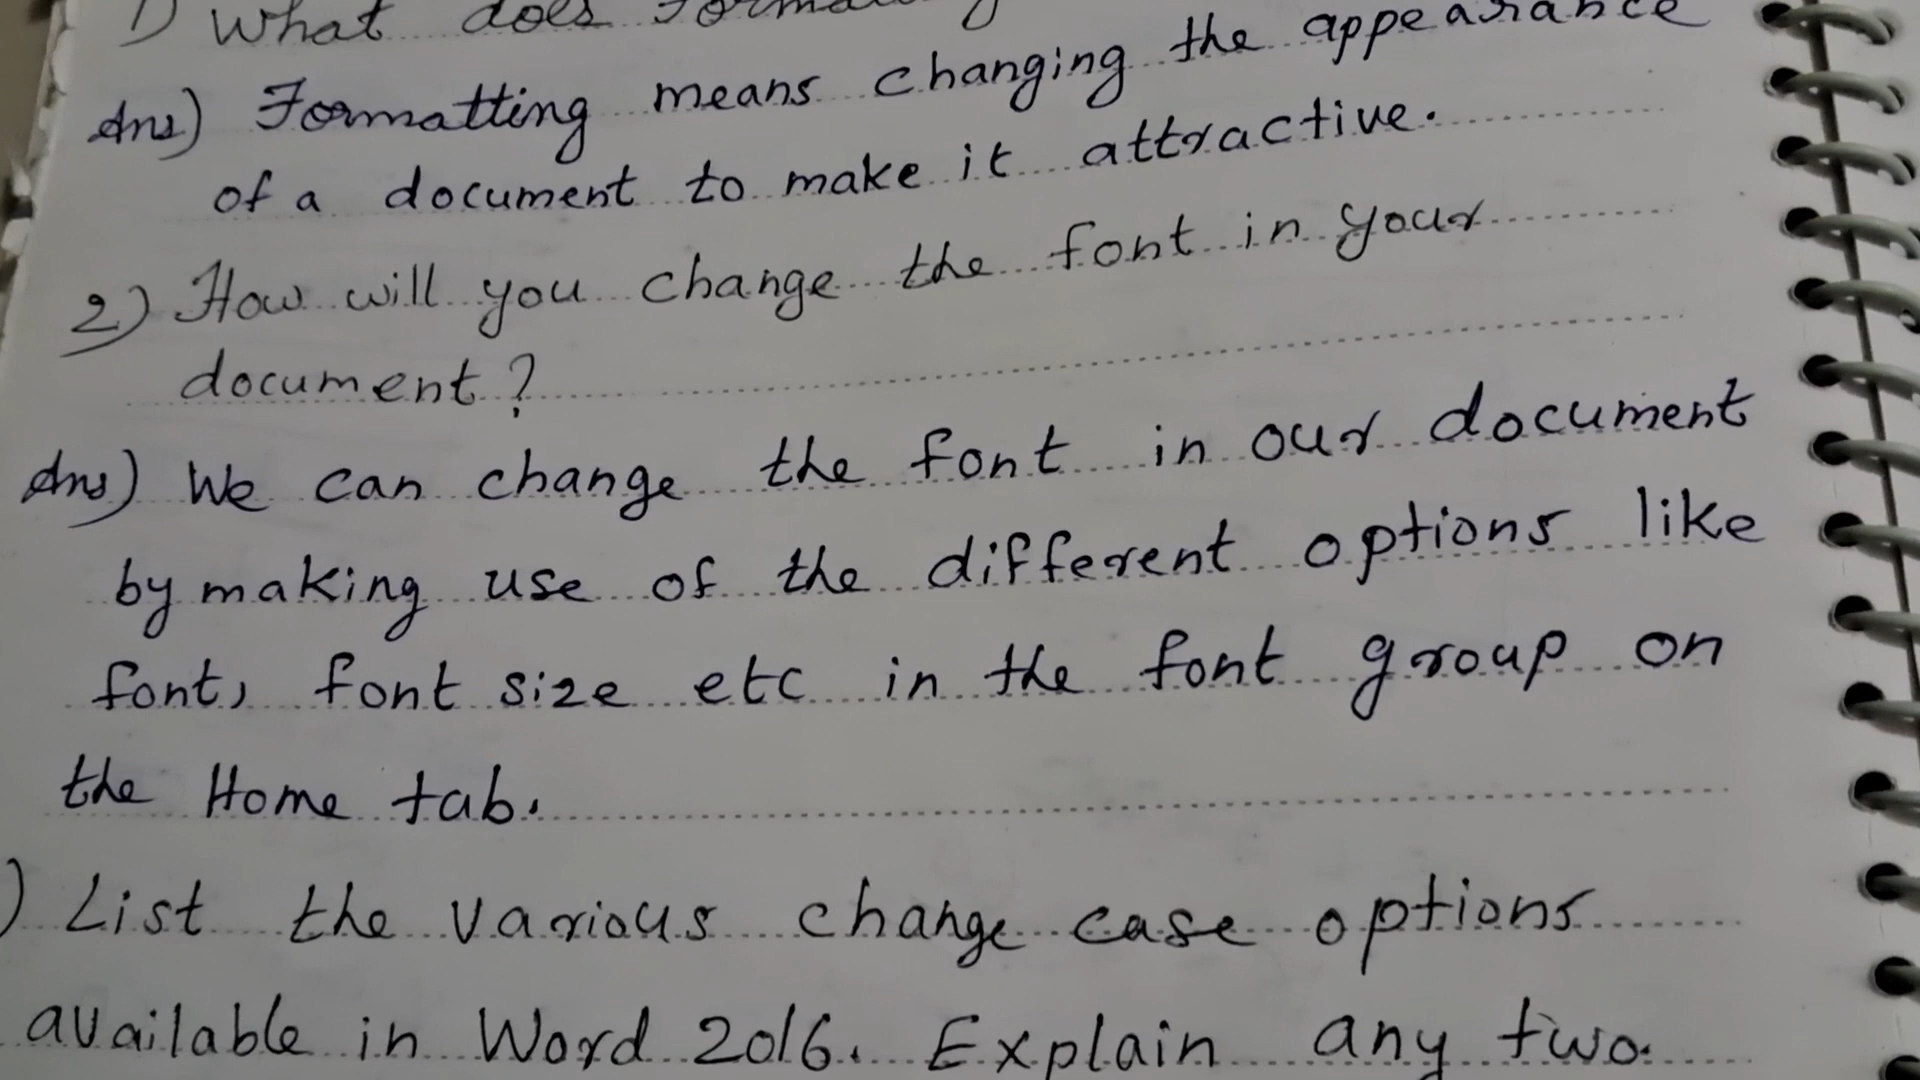 1) What does
Ans) Formatting means changing the appearance
of a document to make it attractive.
2) How will you change the font in your
document?
Ans) We can change the font in our document
by making use of the different options like
font, font size etc in the font group on
the Home tab.
) List the various change case options
available in Word 2016. Explain any two.